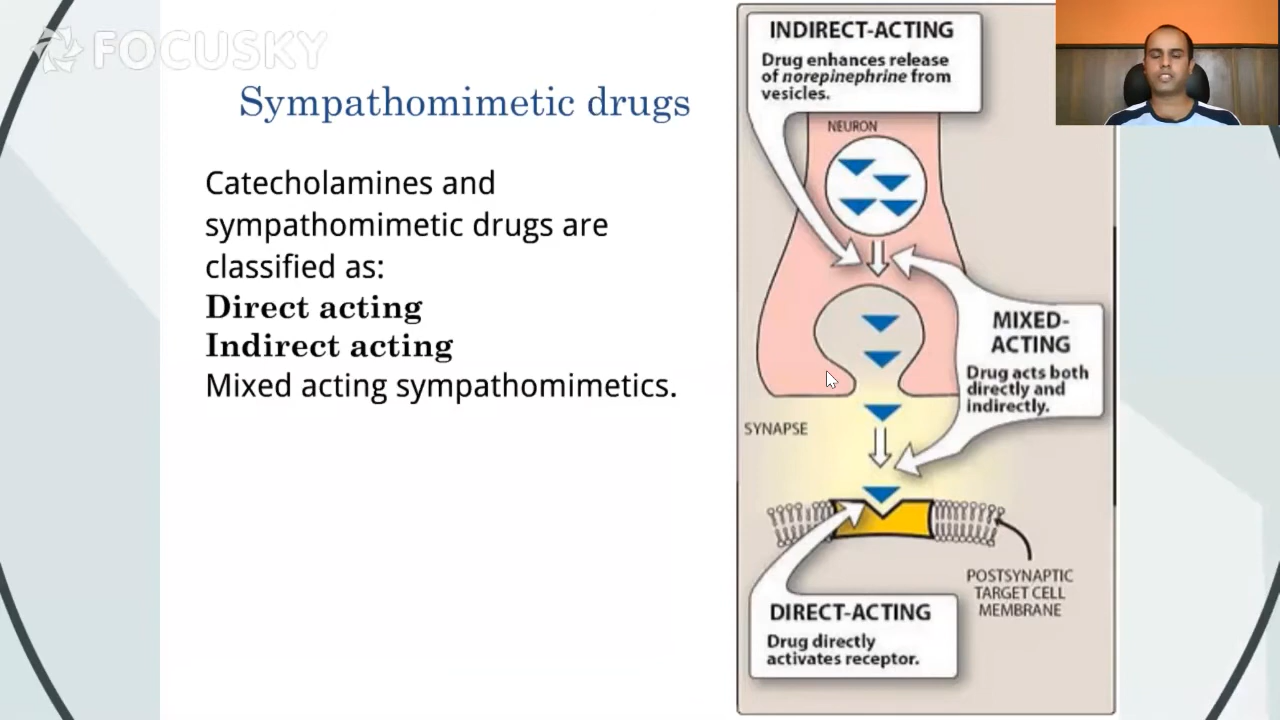 FOCUSKY
Sympathomimetic drugs
Catecholamines and
sympathomimetic drugs are
classified as:
Direct acting
Indirect acting
Mixed acting sympathomimetics.
INDIRECT-ACTING
Drug enhances release
of norepinephrine from
vesicles.
NEURON
MIXED-
ACTING
Drug acts both
directly and
indirectly.
SYNAPSE
POSTSYNAPTIC
TARGET CELL
MEMBRANE
DIRECT-ACTING
Drug directly
activates receptor.